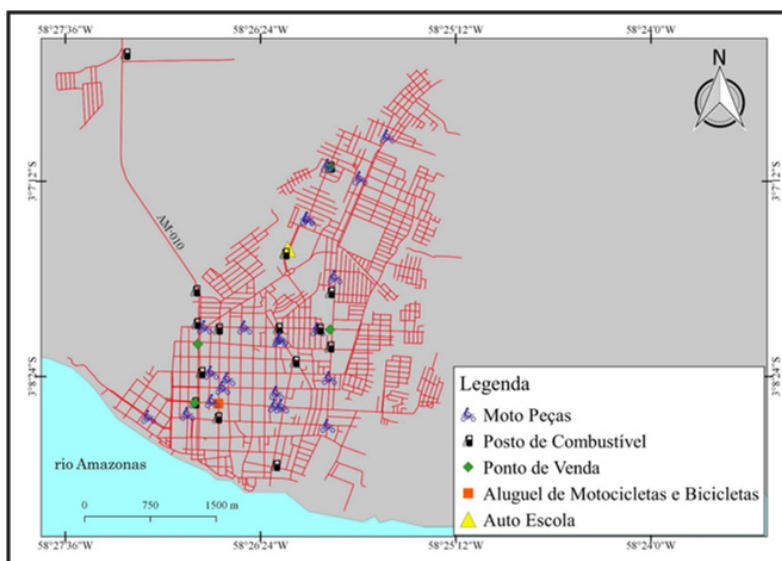 58°27'36"W 58°26'24"W 58°25'12"W 58°24'0"W
N
3°7'12"S 3°7'12"S
AM-010
3°8'24"S 3°8'24"S
Legenda
Moto Peças
Posto de Combustível
Ponto de Venda
Aluguel de Motocicletas e Bicicletas
Auto Escola
rio Amazonas
0 750 1500 m
58°27'36"W 58°26'24"W 58°25'12"W 58°24'0"W